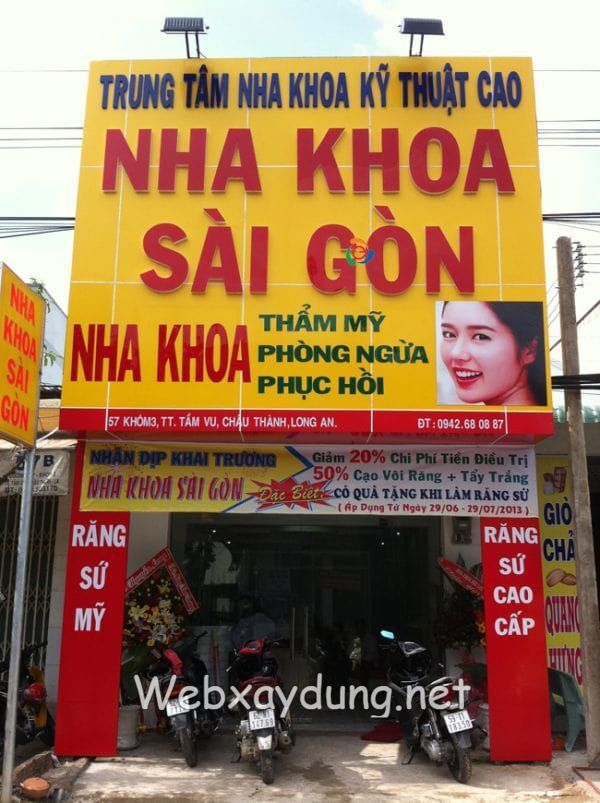 TRUNG TÂM NHA KHOA KỸ THUẬT CAO
NHA KHOA
SÀI GÒN
NHA KHOA
THẨM MỸ
PHÒNG NGỪA
PHỤC HỒI
57 KHÓM3, TT. TẦM VU, CHÂU THÀNH, LONG AN.
ĐT: 0942.68 08 87
NHA
KHOA
SÀI
GÒN
NHÂN DỊP KHAI TRƯƠNG
NHA KHOA SÀI GÒN
Đặc Biệt:
Giảm 20% Chi Phí Tiền Điều Trị
50% Cạo Vôi Răng + Tẩy Trắng
CÓ QUÀ TẶNG KHI LÀM RĂNG SỨ
( Áp Dụng Từ Ngày 29/06 - 29/07/2013 )
RĂNG
SỨ
MỸ
RĂNG
SỨ
CAO
CẤP
GIÒ
CHẢ
QUANG
HƯNG
Webxaydung.net